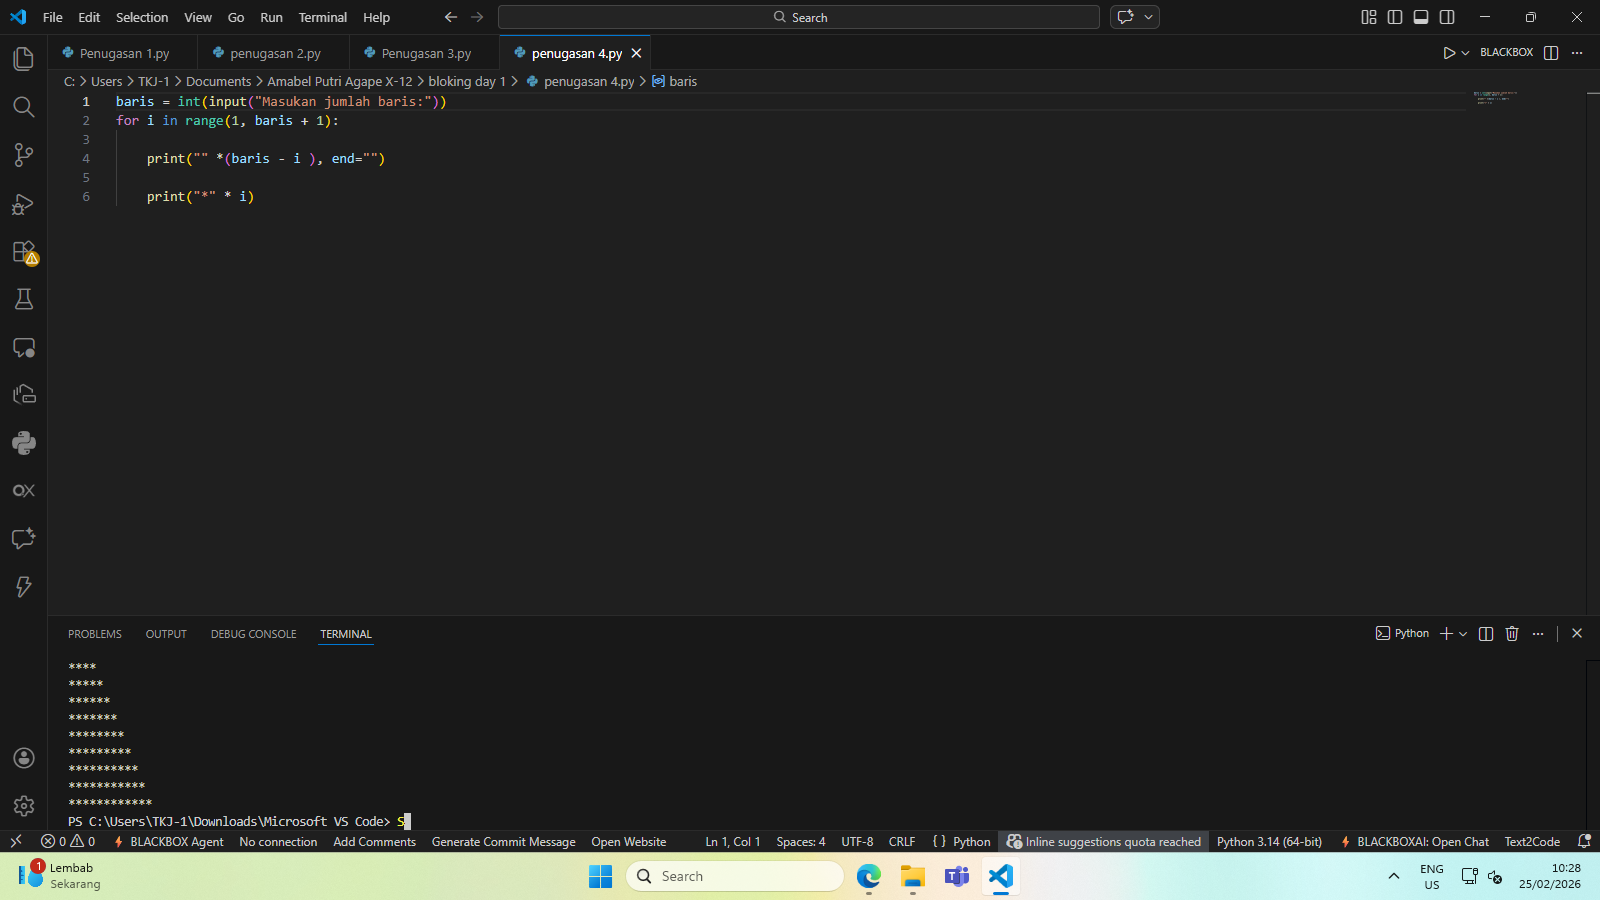 File Edit Selection View Go Run Terminal Help
Search
Penugasan 1.py penugasan 2.py Penugasan 3.py penugasan 4.py
BLACKBOX
C: > Users > TKJ-1 > Documents > Amabel Putri Agape X-12 > bloking day 1 > penugasan 4.py > baris
1 baris = int(input("Masukan jumlah baris:"))
2 for i in range(1, baris + 1):
3
4 print("" *(baris - i ), end="")
5
6 print("*" * i)
PROBLEMS OUTPUT DEBUG CONSOLE TERMINAL
Python
****
*****
******
*******
********
*********
**********
***********
************
PS C:\Users\TKJ-1\Downloads\Microsoft VS Code> S
0 0 BLACKBOX Agent No connection Add Comments Generate Commit Message Open Website Ln 1, Col 1 Spaces: 4 UTF-8 CRLF { } Python Inline suggestions quota reached Python 3.14 (64-bit) BLACKBOXAI: Open Chat Text2Code
1
Lembab
Sekarang
Search
ENG
US
10:28
25/02/2026